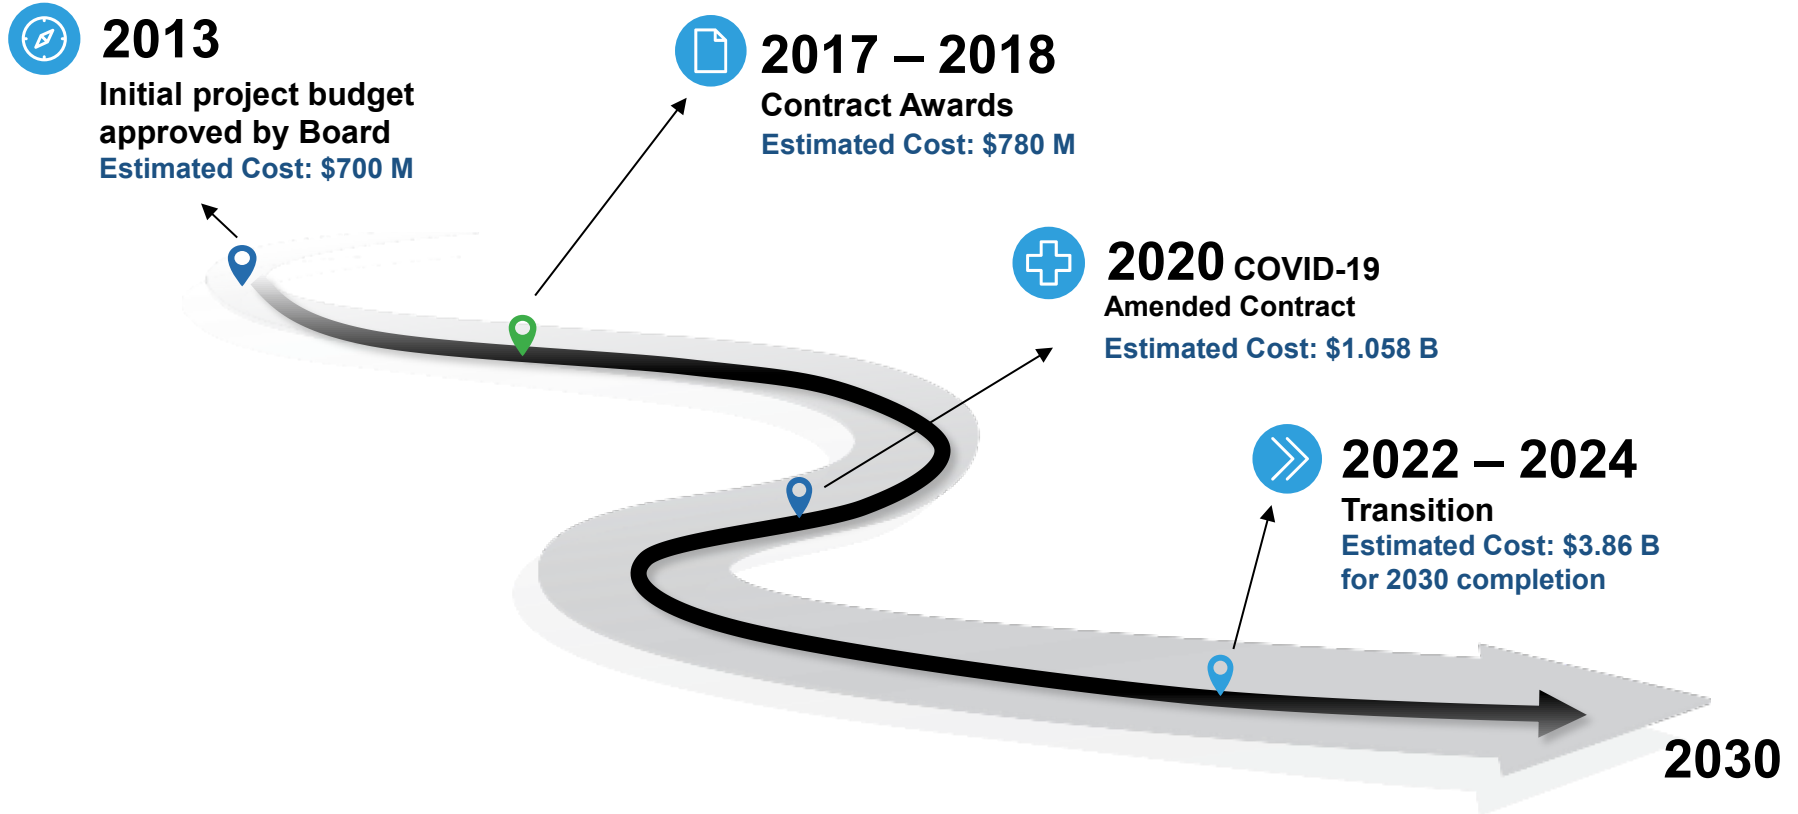 2013
Initial project budget
approved by Board
Estimated Cost: $700 M
2017 – 2018
Contract Awards
Estimated Cost: $780 M
2020 COVID-19
Amended Contract
Estimated Cost: $1.058 B
2022 – 2024
Transition
Estimated Cost: $3.86 B
for 2030 completion
2030